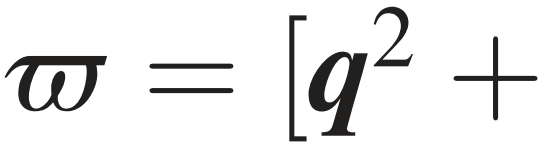 ϖ = [q² +